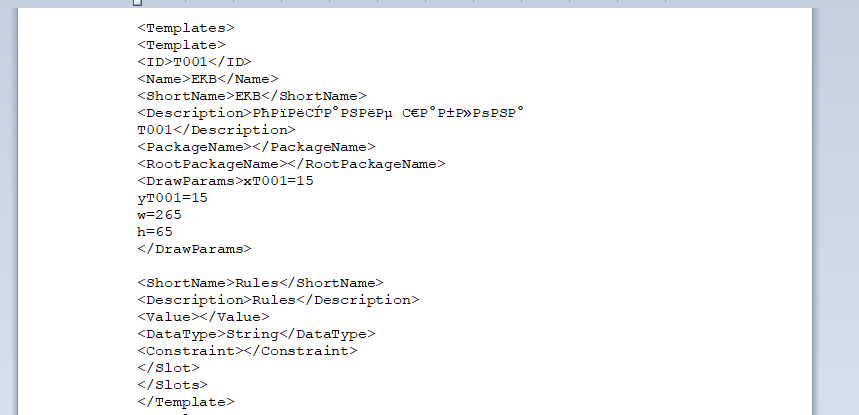 <Templates>
<Template>
<ID>T001</ID>
<Name>EKB</Name>
<ShortName>EKB</ShortName>
<Description>РћРїРёСЃР°РЅРёРµ С€Р°Р±Р»РѕРЅР°
T001</Description>
<PackageName></PackageName>
<RootPackageName></RootPackageName>
<DrawParams>xT001=15
yT001=15
w=265
h=65
</DrawParams>
<ShortName>Rules</ShortName>
<Description>Rules</Description>
<Value></Value>
<DataType>String</DataType>
<Constraint></Constraint>
</Slot>
</Slots>
</Template>